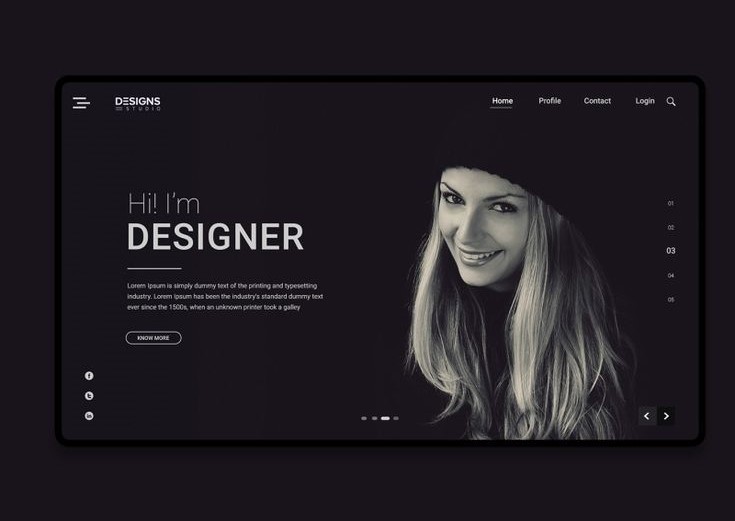 DESIGNS
STUDIO
Home
Profile
Contact
Login
Hi! I'm
DESIGNER
Lorem Ipsum is simply dummy text of the printing and typesetting
industry. Lorem Ipsum has been the industry's standard dummy text
ever since the 1500s, when an unknown printer took a galley
KNOW MORE
01
02
03
04
05
f
t
in